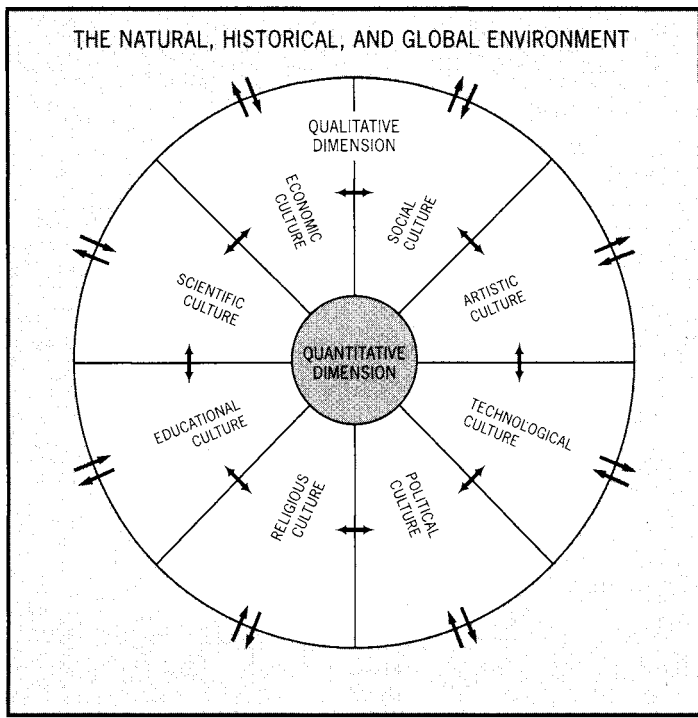 THE NATURAL, HISTORICAL, AND GLOBAL ENVIRONMENT
QUALITATIVE
DIMENSION
ECONOMIC
CULTURE
SOCIAL
CULTURE
SCIENTIFIC
CULTURE
ARTISTIC
CULTURE
QUANTITATIVE
DIMENSION
EDUCATIONAL
CULTURE
TECHNOLOGICAL
CULTURE
RELIGIOUS
CULTURE
POLITICAL
CULTURE